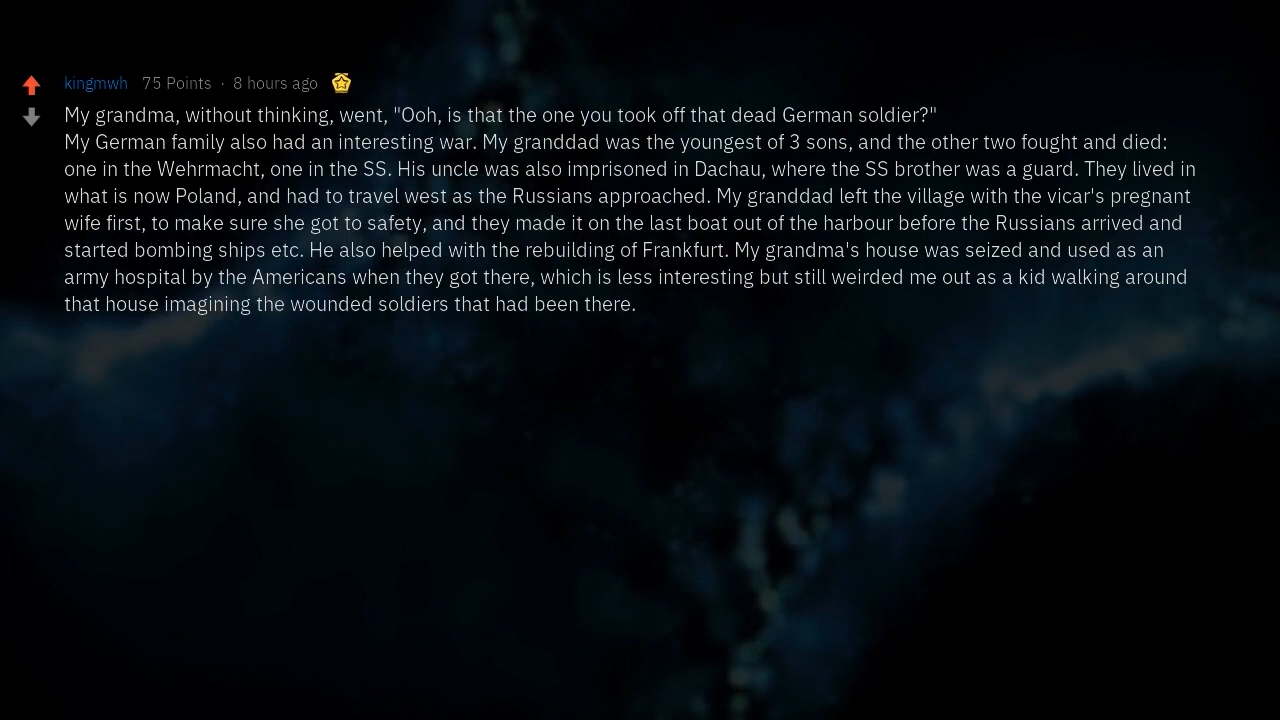 kingmwh 75 Points · 8 hours ago
My grandma, without thinking, went, "Ooh, is that the one you took off that dead German soldier?"
My German family also had an interesting war. My granddad was the youngest of 3 sons, and the other two fought and died:
one in the Wehrmacht, one in the SS. His uncle was also imprisoned in Dachau, where the SS brother was a guard. They lived in
what is now Poland, and had to travel west as the Russians approached. My granddad left the village with the vicar's pregnant
wife first, to make sure she got to safety, and they made it on the last boat out of the harbour before the Russians arrived and
started bombing ships etc. He also helped with the rebuilding of Frankfurt. My grandma's house was seized and used as an
army hospital by the Americans when they got there, which is less interesting but still weirded me out as a kid walking around
that house imagining the wounded soldiers that had been there.